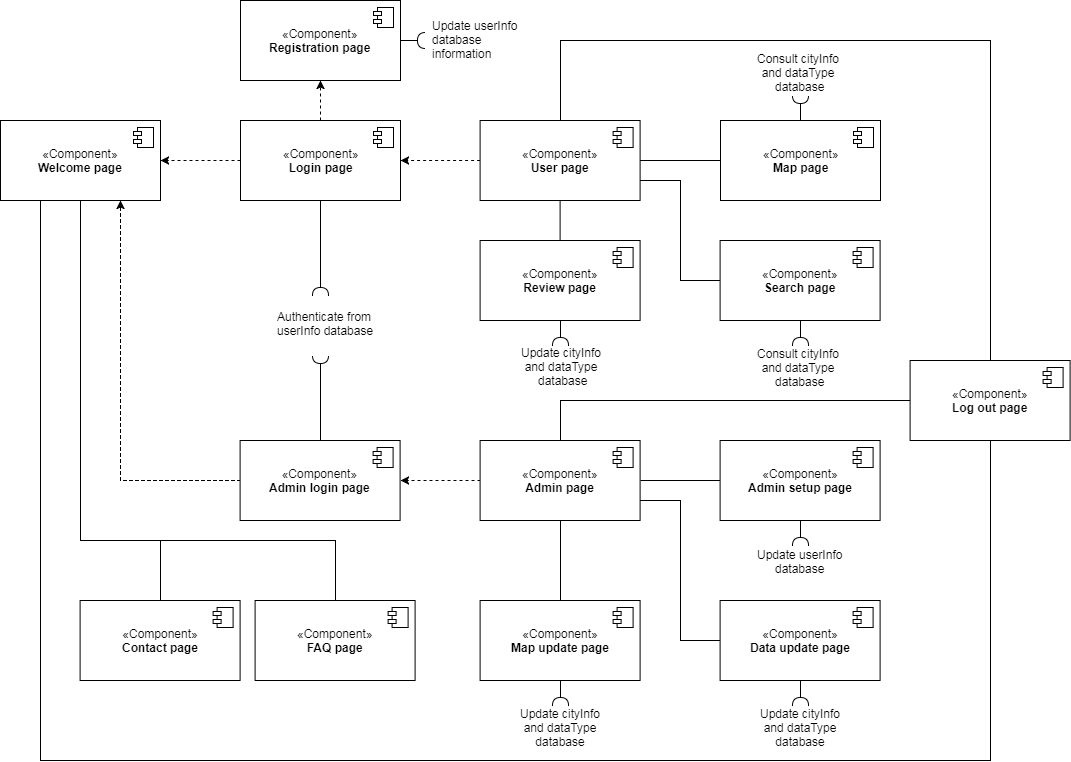 «Component»
Registration page
Update userInfo
database
information
Consult cityInfo
and dataType
database
«Component»
Welcome page
«Component»
Login page
«Component»
User page
«Component»
Map page
«Component»
Review page
«Component»
Search page
Authenticate from
userInfo database
Update cityInfo
and dataType
database
Consult cityInfo
and dataType
database
«Component»
Log out page
«Component»
Admin login page
«Component»
Admin page
«Component»
Admin setup page
Update userInfo
database
«Component»
Contact page
«Component»
FAQ page
«Component»
Map update page
«Component»
Data update page
Update cityInfo
and dataType
database
Update cityInfo
and dataType
database